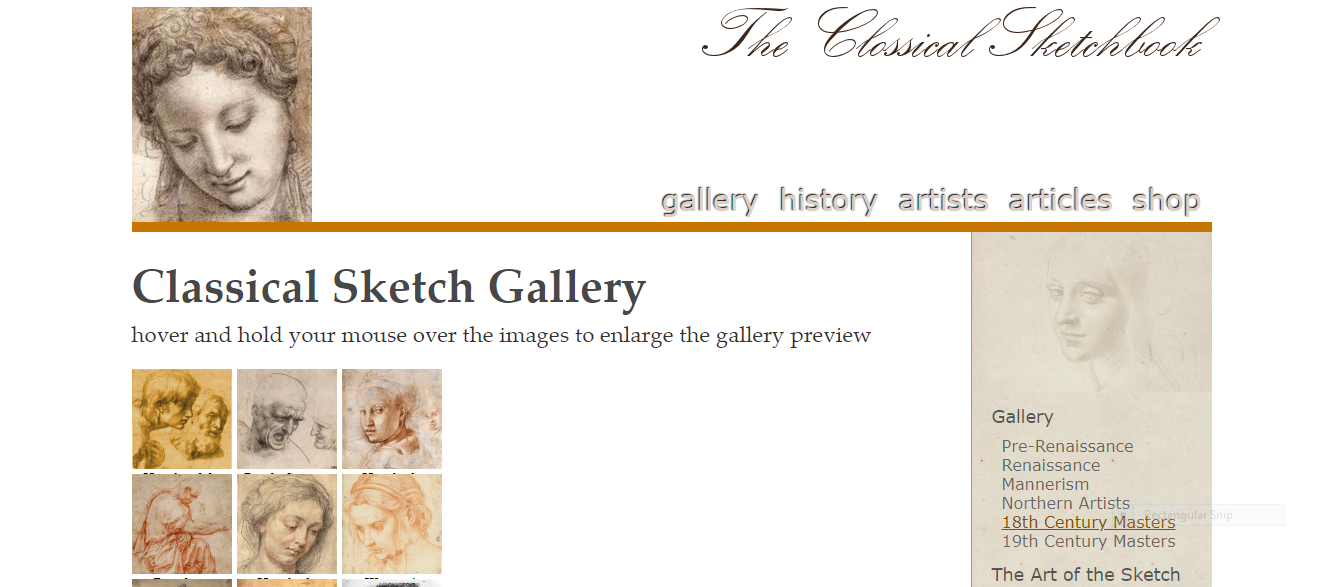 The Clossical Sketchbook
gallery history artists articles shop
Classical Sketch Gallery
hover and hold your mouse over the images to enlarge the gallery preview
Gallery
Pre-Renaissance
Renaissance
Mannerism
Northern Artists
18th Century Masters
Rectangular Snip
19th Century Masters
The Art of the Sketch